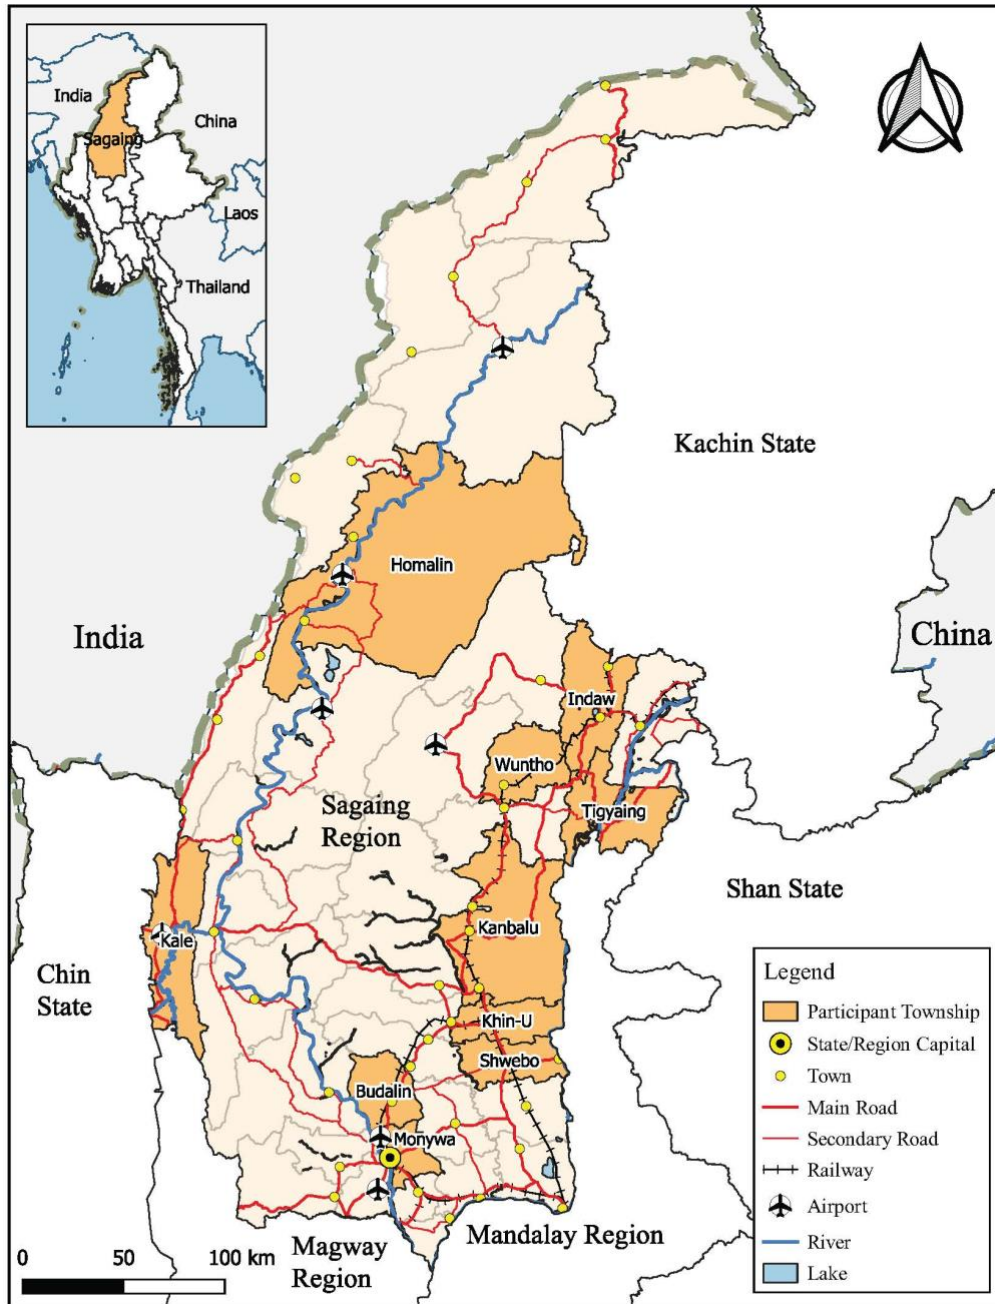 India
China
Sagaing
Laos
Thailand
Kachin State
Homalin
India
China
Indaw
Wuntho
Tigyaing
Sagaing
Region
Shan State
Kanbalu
Kale
Chin
State
Khin-U
Shwebo
Budalin
Monywa
Mandalay Region
Magway
Region
0 50 100 km
Legend
Participant Township
State/Region Capital
Town
Main Road
Secondary Road
Railway
Airport
River
Lake